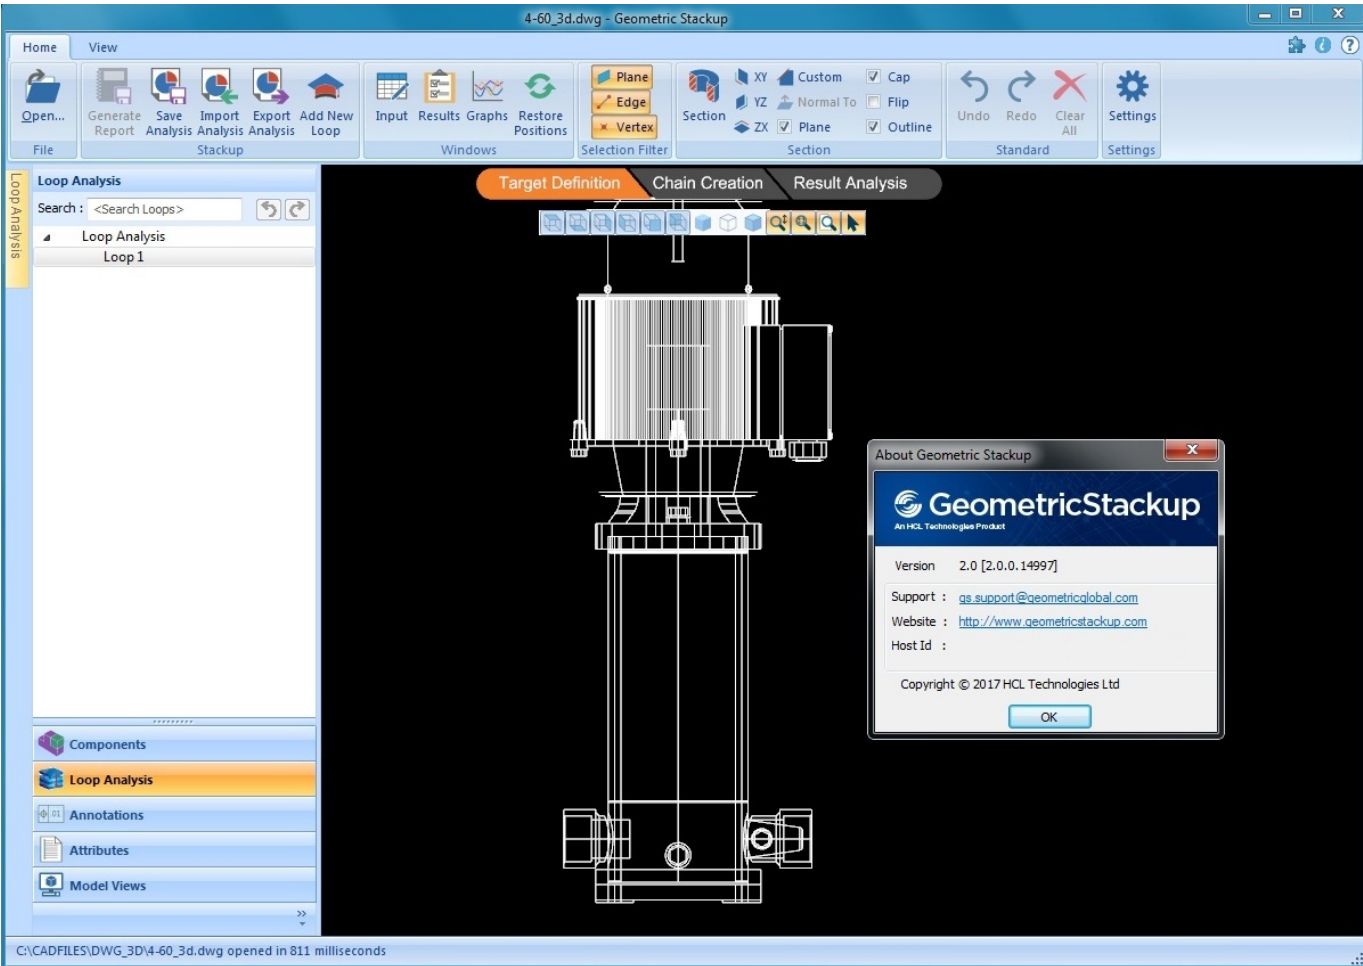 4-60_3d.dwg - Geometric Stackup
Home View
Open... Generate Report Save Analysis Import Analysis Export Analysis Add New Loop
Input Results Graphs Restore Positions
Plane
Edge
Vertex
Section
XY Custom Cap
YZ Normal To Flip
ZX Plane Outline
Undo Redo Clear All Settings
File Stackup Windows Selection Filter Section Standard Settings
Loop Analysis
Loop Analysis
Target Definition Chain Creation Result Analysis
Search : <Search Loops>
Loop Analysis
Loop 1
About Geometric Stackup
GeometricStackup
An HCL Technologies Product
Version 2.0 [2.0.0.14997]
Support : gs.support@geometricglobal.com
Website : http://www.geometricstackup.com
Host Id :
Copyright © 2017 HCL Technologies Ltd
OK
Components
Loop Analysis
.01
Annotations
Attributes
Model Views
C:\CADFILES\DWG_3D\4-60_3d.dwg opened in 811 milliseconds